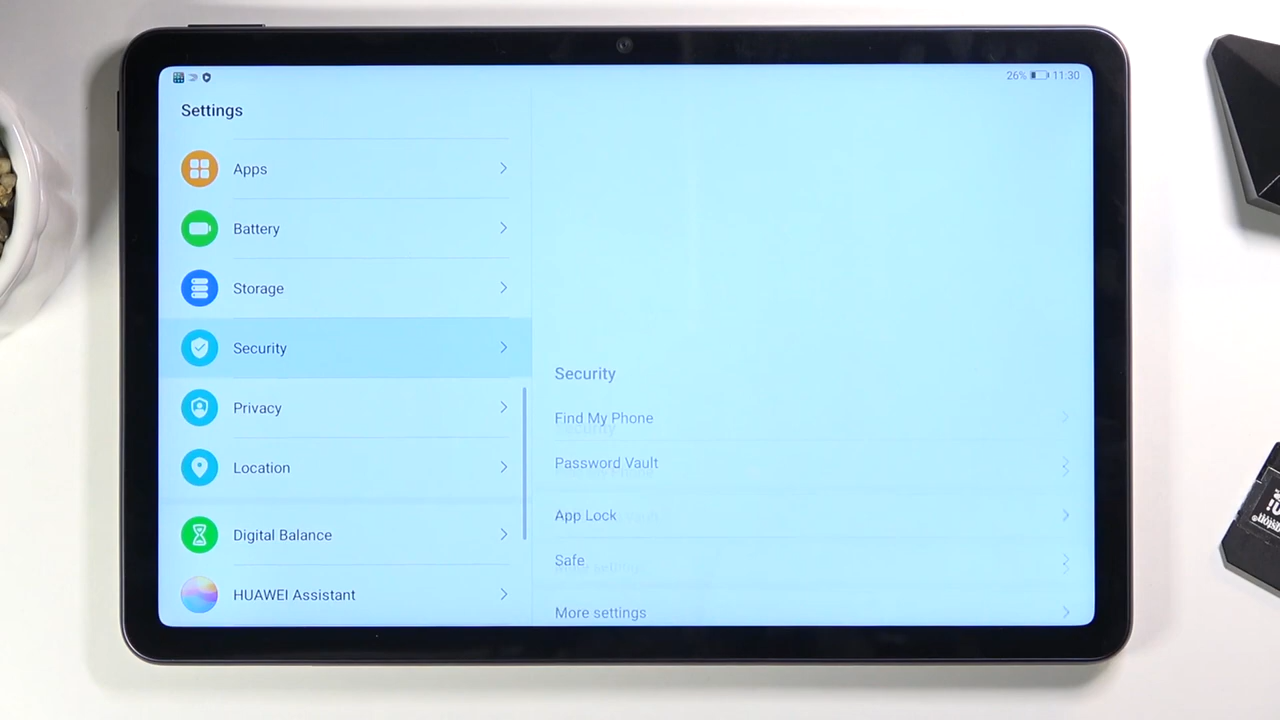 26% 11:30
Settings
Apps
Battery
Storage
Security
Privacy
Location
Digital Balance
HUAWEI Assistant
Security
Find My Phone
Password Vault
App Lock
Safe
More settings